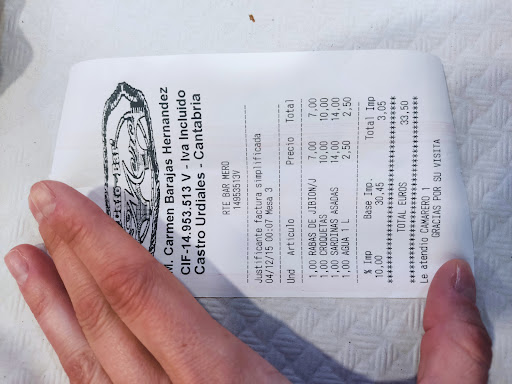 M. Carmen Barajas Hernandez
CIF-14.953.513 V - Iva Incluido
Castro Urdiales - Cantabria
RTE BAR MERO
14953513V
Justificante factura simplificada
04/12/15 00:07 Mesa 3
Und Articulo Precio Total
1,00 RABAS DE JIBION/J 7,00 7,00
1,00 CROQUETAS 10,00 10,00
1,00 SARDINAS ASADAS 14,00 14,00
1,00 AGUA 1 L 2,50 2,50
% Imp Base Imp. Total Imp
10,00 30,45 3,05
TOTAL EUROS 33,50
Le atendio CAMARERO 1
GRACIAS POR SU VISITA